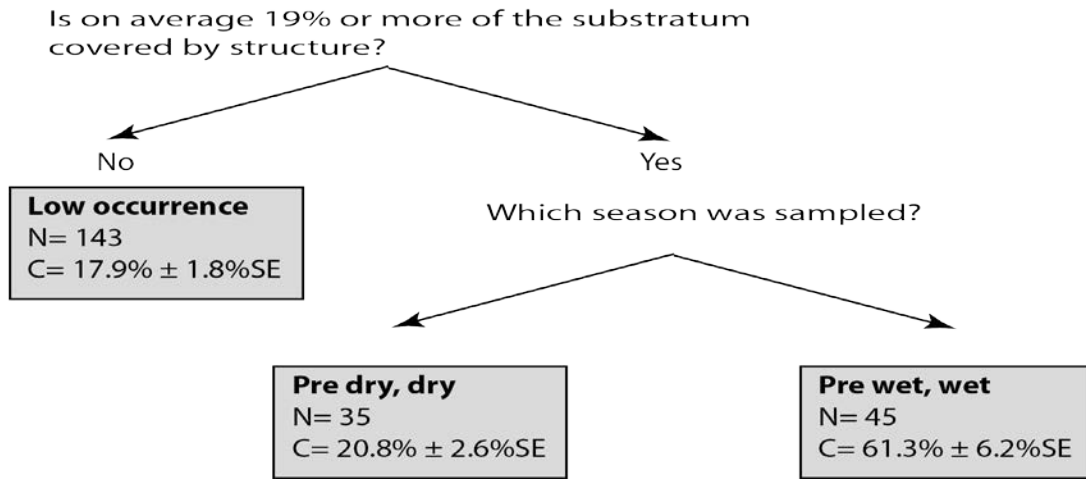 Is on average 19% or more of the substratum
covered by structure?
No
Yes
Low occurrence
N= 143
C= 17.9% ± 1.8%SE
Which season was sampled?
Pre dry, dry
N= 35
C= 20.8% ± 2.6%SE
Pre wet, wet
N= 45
C= 61.3% ± 6.2%SE